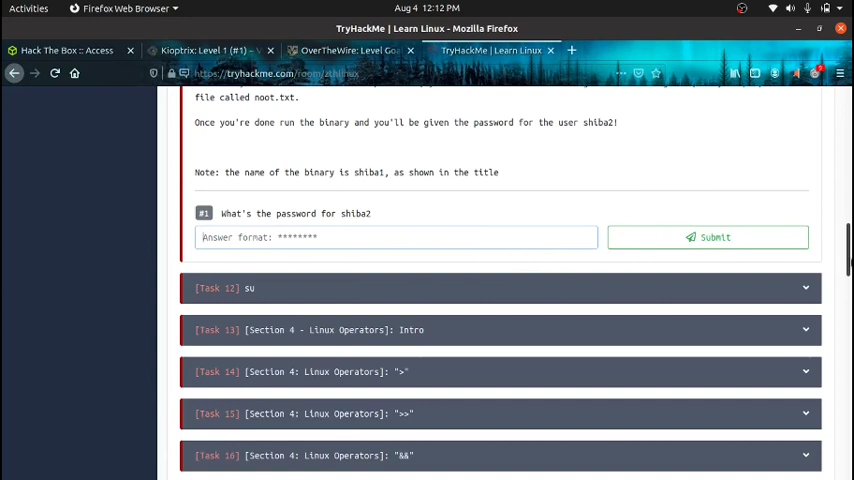 Activities
Firefox Web Browser
Aug 4 12:12 PM
TryHackMe | Learn Linux - Mozilla Firefox
Hack The Box :: Access
Kioptrix: Level 1 (#1) ~ V
OverTheWire: Level Goa
TryHackMe | Learn Linux
https://tryhackme.com/room/zthlinux
file called noot.txt.
Once you're done run the binary and you'll be given the password for the user shiba2!
Note: the name of the binary is shiba1, as shown in the title
#1 What's the password for shiba2
Answer format: ********
Submit
[Task 12] su
[Task 13] [Section 4 - Linux Operators]: Intro
[Task 14] [Section 4: Linux Operators]: ">"
[Task 15] [Section 4: Linux Operators]: ">>"
[Task 16] [Section 4: Linux Operators]: "&&"